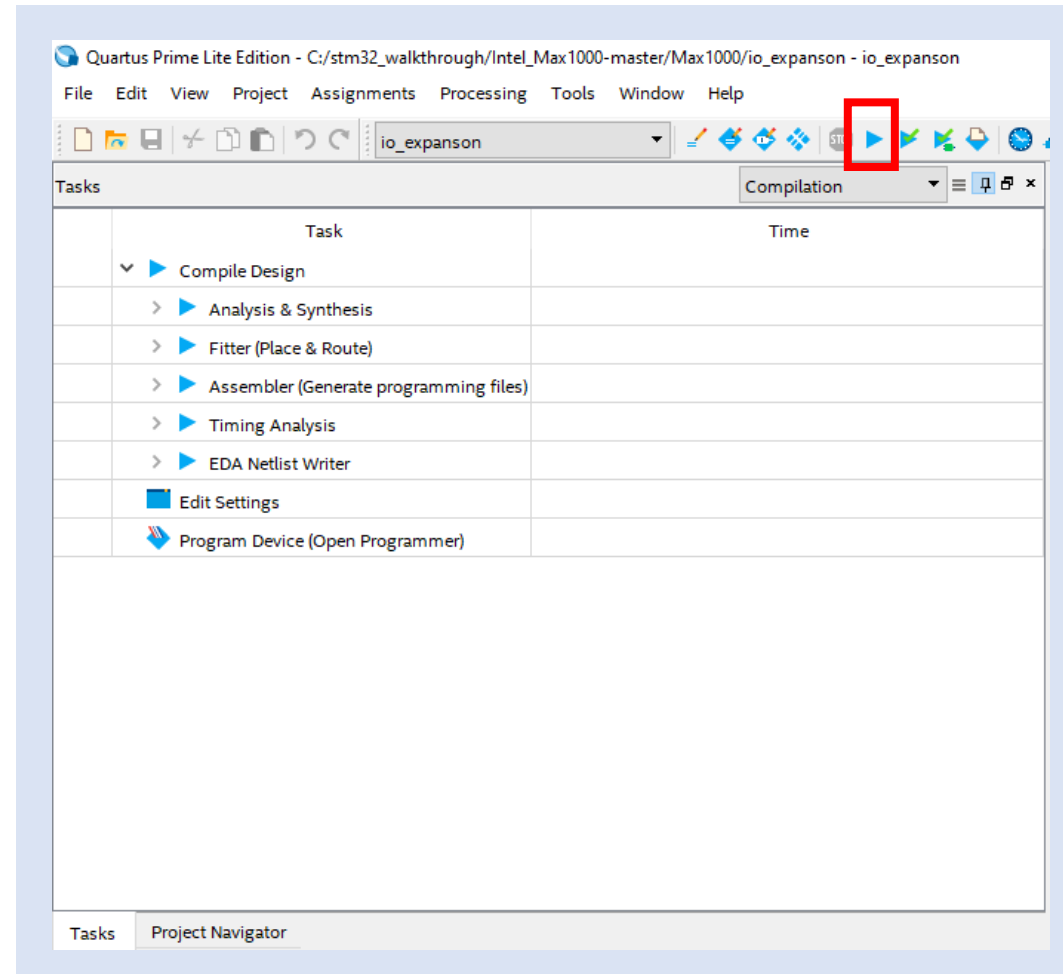 Quartus Prime Lite Edition - C:/stm32_walkthrough/Intel_Max1000-master/Max1000/io_expanson - io_expanson
File Edit View Project Assignments Processing Tools Window Help
io_expanson
STOP
Tasks Compilation
Task Time
Compile Design
Analysis & Synthesis
Fitter (Place & Route)
Assembler (Generate programming files)
Timing Analysis
EDA Netlist Writer
Edit Settings
Program Device (Open Programmer)
Tasks Project Navigator